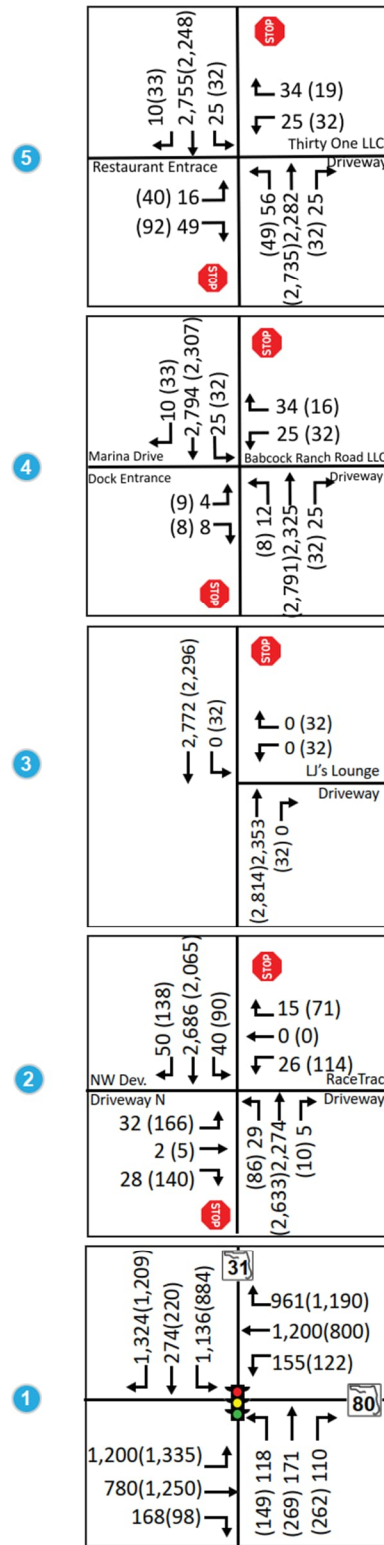 5
STOP
10(33)
2,755(2,248)
25 (32)
34 (19)
25 (32)
Thirty One LLC
Driveway
Restaurant Entrace
(40) 16
(92) 49
(49) 56
(2,735)2,282
(32) 25
STOP
4
STOP
10 (33)
2,794 (2,307)
25 (32)
34 (16)
25 (32)
Marina Drive
Babcock Ranch Road LLC
Dock Entrance
Driveway
(9) 4
(8) 8
(8) 12
(2,791)2,325
(32) 25
STOP
3
STOP
2,772 (2,296)
0 (32)
0 (32)
0 (32)
LJ's Lounge
Driveway
(2,814)2,353
(32) 0
2
STOP
50 (138)
2,686 (2,065)
40 (90)
15 (71)
0 (0)
26 (114)
NW Dev.
RaceTrac
Driveway N
Driveway
32 (166)
2 (5)
28 (140)
(86) 29
(2,633)2,274
(10) 5
STOP
1
31
1,324(1,209)
274(220)
1,136(884)
961(1,190)
1,200(800)
155(122)
80
1,200(1,335)
780(1,250)
168(98)
(149) 118
(269) 171
(262) 110